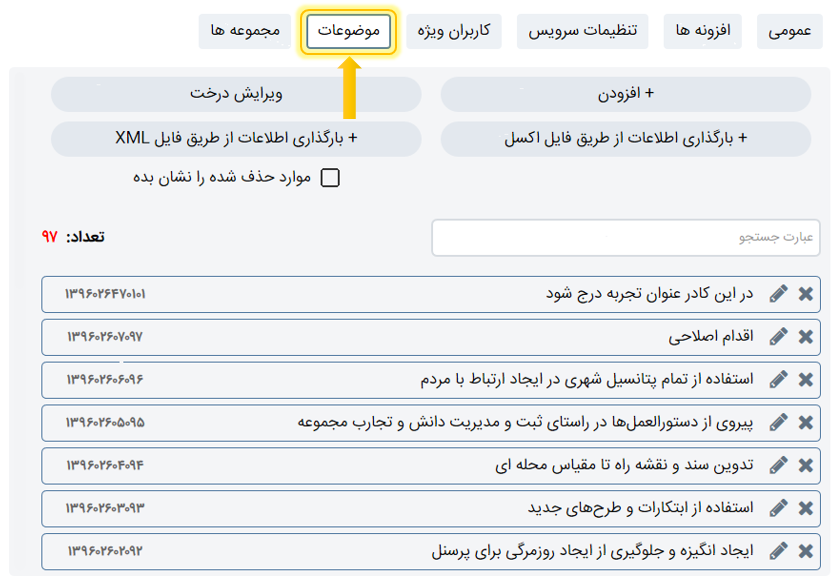 عمومی افزونه ها تنظیمات سرویس کاربران ویژه موضوعات مجموعه ها
+ افزودن ویرایش درخت
+ بارگذاری اطلاعات از طریق فایل اکسل + بارگذاری اطلاعات از طریق فایل XML
موارد حذف شده را نشان بده
عبارت جستجو تعداد: ۹۷
در این کادر عنوان تجربه درج شود ۱۳۹۶۰۲۶۴۷۰۱۰۱
اقدام اصلاحی ۱۳۹۶۰۲۶۰۷۰۹۷
استفاده از تمام پتانسیل شهری در ایجاد ارتباط با مردم ۱۳۹۶۰۲۶۰۶۰۹۶
پیروی از دستورالعمل‌ها در راستای ثبت و مدیریت دانش و تجارب مجموعه ۱۳۹۶۰۲۶۰۵۰۹۵
تدوین سند و نقشه راه تا مقیاس محله ای ۱۳۹۶۰۲۶۰۴۰۹۴
استفاده از ابتکارات و طرح‌های جدید ۱۳۹۶۰۲۶۰۳۰۹۳
ایجاد انگیزه و جلوگیری از ایجاد روزمرگی برای پرسنل ۱۳۹۶۰۲۶۰۲۰۹۲